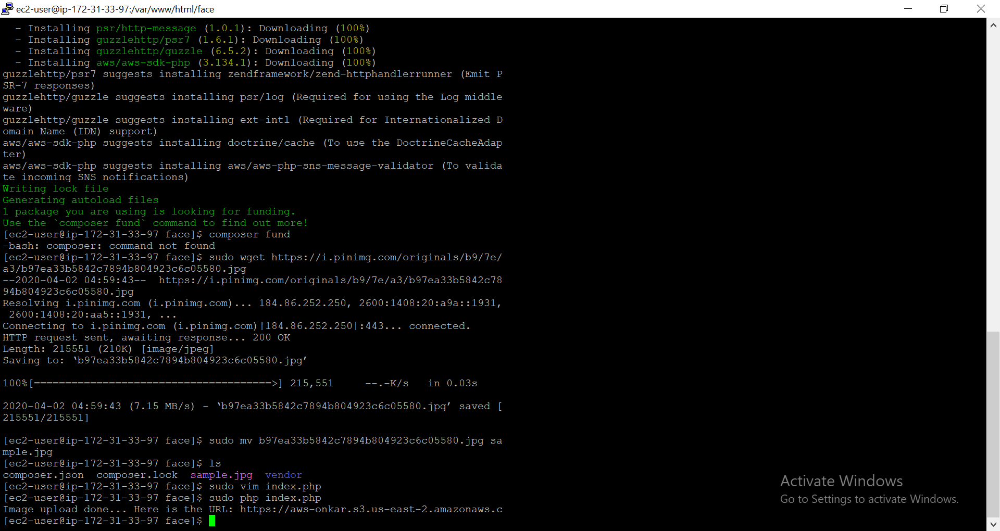 ec2-user@ip-172-31-33-97:/var/www/html/face
  - Installing psr/http-message (1.0.1): Downloading (100%)
  - Installing guzzlehttp/psr7 (1.6.1): Downloading (100%)
  - Installing guzzlehttp/guzzle (6.5.2): Downloading (100%)
  - Installing aws/aws-sdk-php (3.134.1): Downloading (100%)
guzzlehttp/psr7 suggests installing zendframework/zend-httphandlerrunner (Emit P
SR-7 responses)
guzzlehttp/guzzle suggests installing psr/log (Required for using the Log middle
ware)
guzzlehttp/guzzle suggests installing ext-intl (Required for Internationalized D
omain Name (IDN) support)
aws/aws-sdk-php suggests installing doctrine/cache (To use the DoctrineCacheAdap
ter)
aws/aws-sdk-php suggests installing aws/aws-php-sns-message-validator (To valida
te incoming SNS notifications)
Writing lock file
Generating autoload files
1 package you are using is looking for funding.
Use the `composer fund` command to find out more!
[ec2-user@ip-172-31-33-97 face]$ composer fund
-bash: composer: command not found
[ec2-user@ip-172-31-33-97 face]$ sudo wget https://i.pinimg.com/originals/b9/7e/
a3/b97ea33b5842c7894b804923c6c05580.jpg
--2020-04-02 04:59:43--  https://i.pinimg.com/originals/b9/7e/a3/b97ea33b5842c78
94b804923c6c05580.jpg
Resolving i.pinimg.com (i.pinimg.com)... 184.86.252.250, 2600:1408:20:a9a::1931,
 2600:1408:20:aa5::1931, ...
Connecting to i.pinimg.com (i.pinimg.com)|184.86.252.250|:443... connected.
HTTP request sent, awaiting response... 200 OK
Length: 215551 (210K) [image/jpeg]
Saving to: ‘b97ea33b5842c7894b804923c6c05580.jpg’
100%[======================================>] 215,551     --.-K/s   in 0.03s
2020-04-02 04:59:43 (7.15 MB/s) - ‘b97ea33b5842c7894b804923c6c05580.jpg’ saved [
215551/215551]
[ec2-user@ip-172-31-33-97 face]$ sudo mv b97ea33b5842c7894b804923c6c05580.jpg sa
mple.jpg
[ec2-user@ip-172-31-33-97 face]$ ls
composer.json  composer.lock  sample.jpg  vendor
[ec2-user@ip-172-31-33-97 face]$ sudo vim index.php
[ec2-user@ip-172-31-33-97 face]$ sudo php index.php
Image upload done... Here is the URL: https://aws-onkar.s3.us-east-2.amazonaws.c
[ec2-user@ip-172-31-33-97 face]$
Activate Windows
Go to Settings to activate Windows.